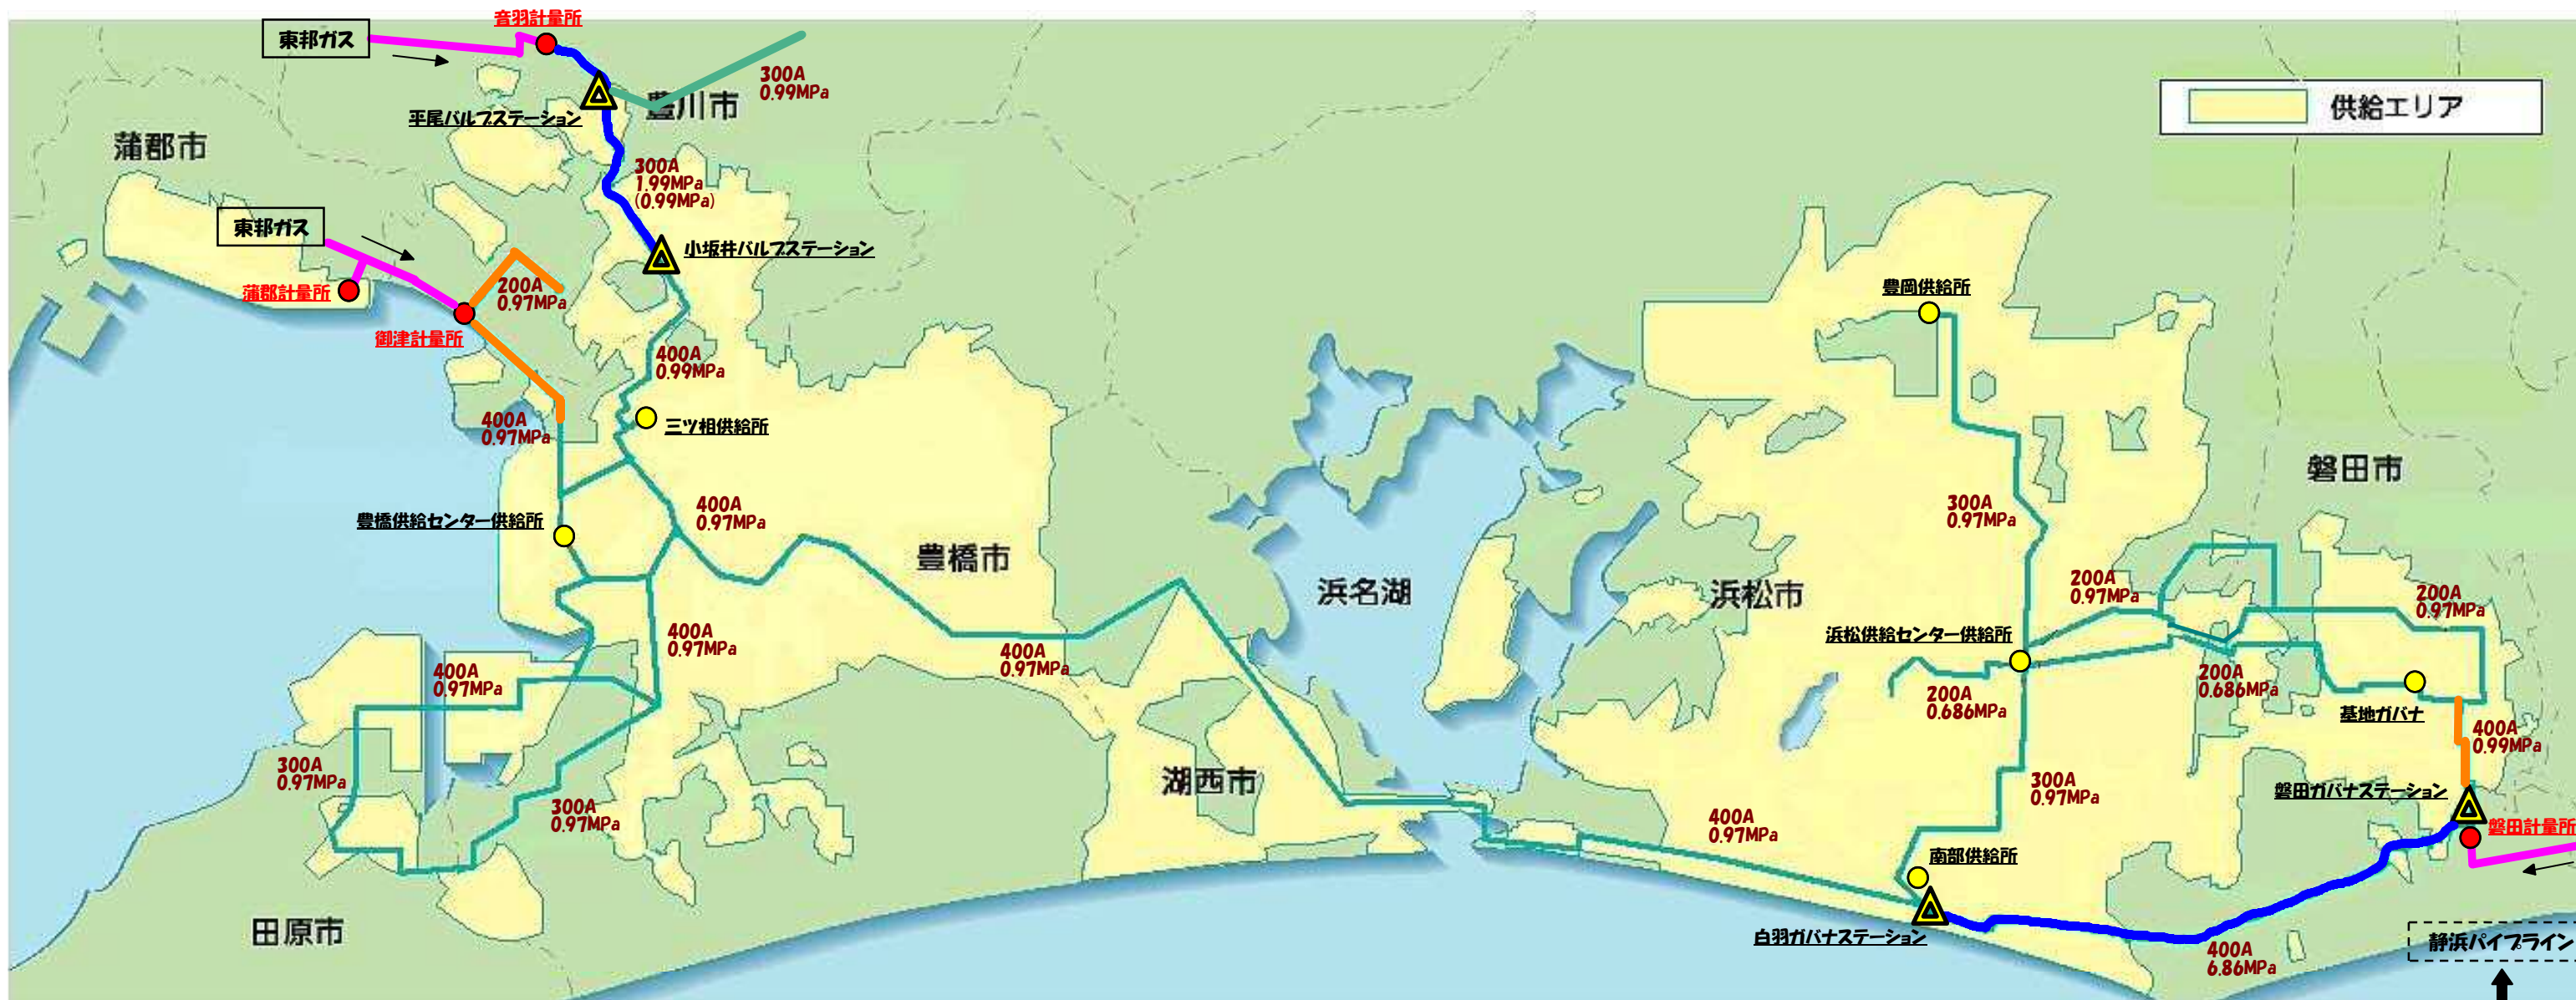 音羽計量所
東邦ガス
300A
0.99MPa
豊川市
平尾バルブステーション
供給エリア
蒲郡市
300A
1.99MPa
(0.99MPa)
東邦ガス
小坂井バルブステーション
蒲郡計量所
200A
0.97MPa
御津計量所
豊岡供給所
400A
0.99MPa
400A
0.97MPa
三ツ相供給所
磐田市
400A
0.97MPa
300A
0.97MPa
豊橋供給センター供給所
豊橋市
浜名湖
浜松市
200A
0.97MPa
200A
0.97MPa
400A
0.97MPa
浜松供給センター供給所
400A
0.97MPa
400A
0.97MPa
200A
0.686MPa
200A
0.686MPa
基地ガバナ
400A
0.99MPa
300A
0.97MPa
湖西市
300A
0.97MPa
磐田ガバナステーション
300A
0.97MPa
400A
0.97MPa
磐田計量所
南部供給所
田原市
白羽ガバナステーション
400A
6.86MPa
静浜パイプライン